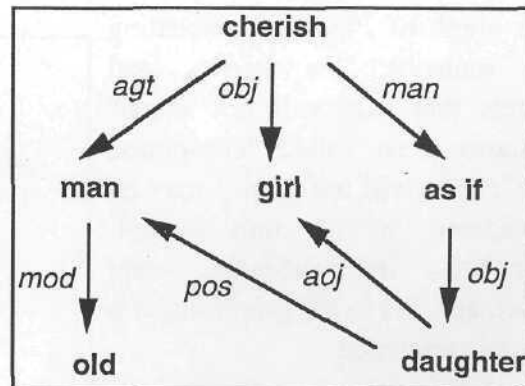 cherish
agt obj man
man girl as if
mod pos aoj obj
old daughter